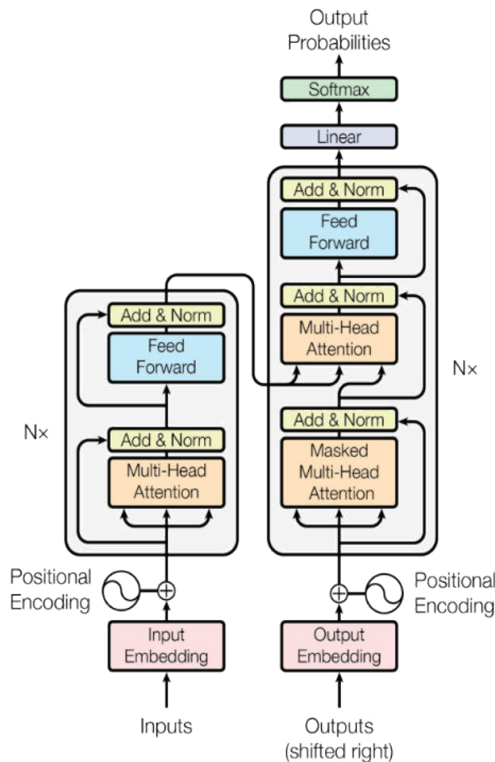 Output
Probabilities
Softmax
Linear
Add & Norm
Feed
Forward
Add & Norm
Multi-Head
Attention
Add & Norm
Masked
Multi-Head
Attention
N×
Positional
Encoding
Output
Embedding
Outputs
(shifted right)
Add & Norm
Feed
Forward
Add & Norm
Multi-Head
Attention
N×
Positional
Encoding
Input
Embedding
Inputs